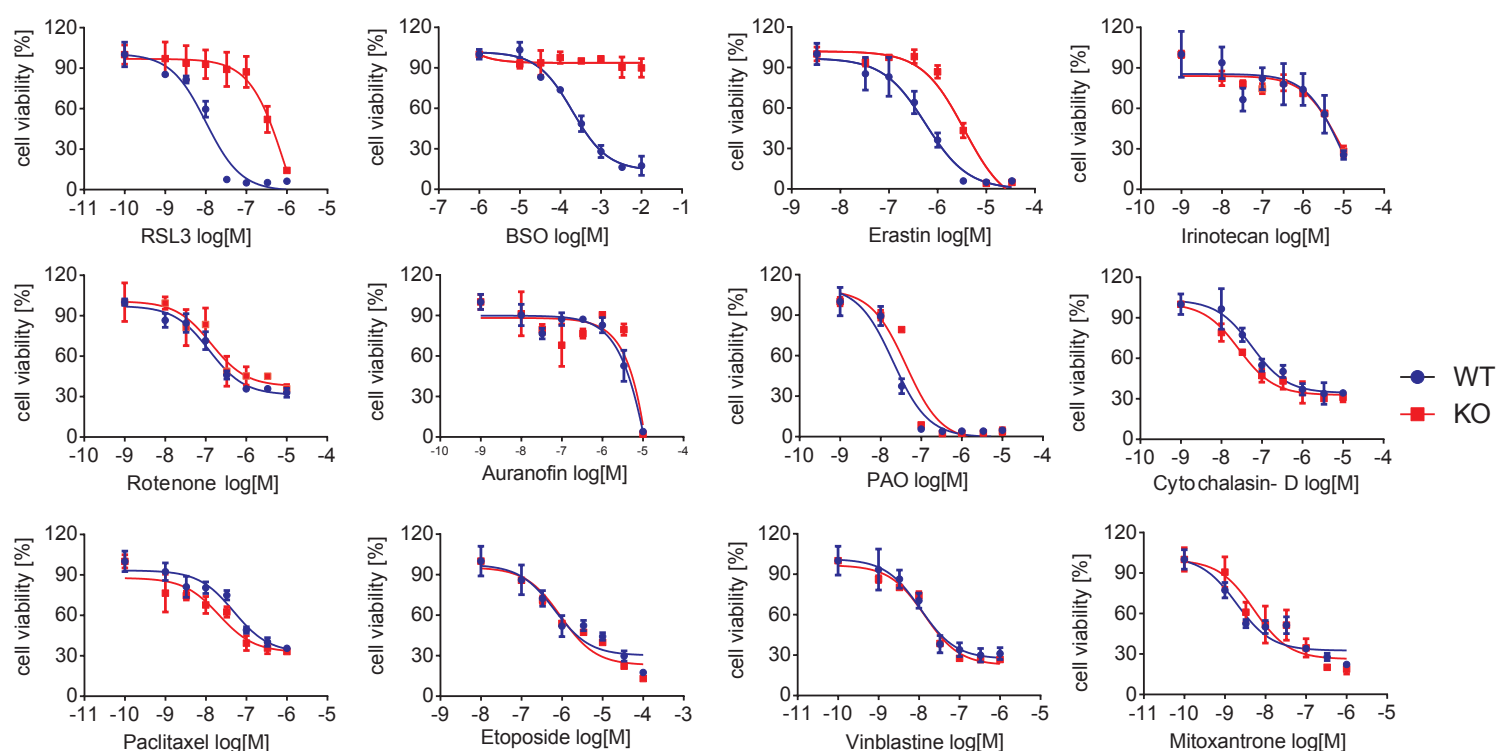 cell viability [%]
120
90
60
30
0
-11 -10 -9 -8 -7 -6 -5
RSL3 log[M]
cell viability [%]
120
90
60
30
0
-7 -6 -5 -4 -3 -2 -1
BSO log[M]
cell viability [%]
120
90
60
30
0
-9 -8 -7 -6 -5 -4
Erastin log[M]
cell viability [%]
120
90
60
30
0
-10 -9 -8 -7 -6 -5 -4
Irinotecan log[M]
cell viability [%]
120
90
60
30
0
-11 -10 -9 -8 -7 -6 -5 -4
Rotenone log[M]
cell viability [%]
120
90
60
30
0
-10 -9 -8 -7 -6 -5 -4
Auranofin log[M]
cell viability [%]
120
90
60
30
0
-10 -9 -8 -7 -6 -5 -4
PAO log[M]
cell viability [%]
120
90
60
30
0
-10 -9 -8 -7 -6 -5 -4
Cytochalasin- D log[M]
WT
KO
cell viability [%]
120
90
60
30
0
-11 -10 -9 -8 -7 -6 -5
Paclitaxel log[M]
cell viability [%]
120
90
60
30
0
-9 -8 -7 -6 -5 -4 -3
Etoposide log[M]
cell viability [%]
120
90
60
30
0
-11 -10 -9 -8 -7 -6 -5
Vinblastine log[M]
cell viability [%]
120
90
60
30
0
-11 -10 -9 -8 -7 -6 -5
Mitoxantrone log[M]